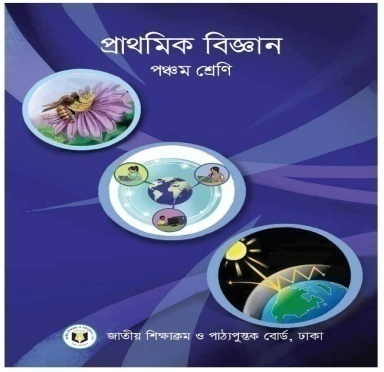 প্রাথমিক বিজ্ঞান
পঞ্চম শ্রেণি
জাতীয় শিক্ষাক্রম ও পাঠ্যপুস্তক বোর্ড, ঢাকা